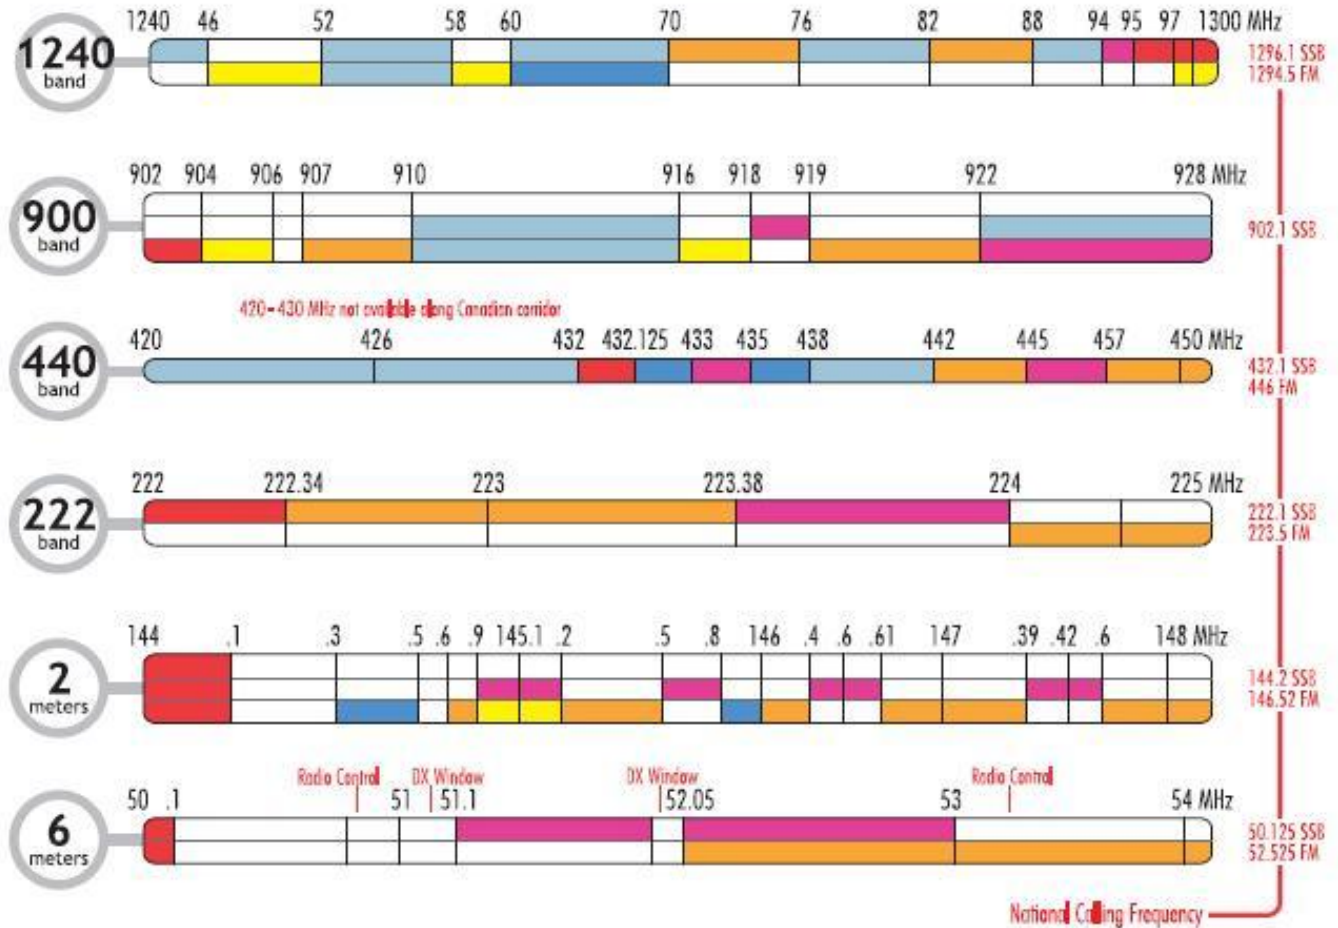 1240 46 52 58 60 70 76 82 88 94 95 97 1300 MHz
1240
band
1296.1 SSB
1294.5 FM
902 904 906 907 910 916 918 919 922 928 MHz
900
band
902.1 SSB
420-430 MHz not available along Canadian corridor
420 426 432 432.125 433 435 438 442 445 457 450 MHz
440
band
432.1 SSB
446 FM
222 222.34 223 223.38 224 225 MHz
222
band
222.1 SSB
223.5 FM
144 .1 .3 .5 .6 .9 145.1 .2 .5 .8 146 .4 .6 .61 147 .39 .42 .6 148 MHz
2
meters
144.2 SSB
146.52 FM
Radio Control DX Window DX Window Radio Control
50 .1 51 51.1 52.05 53 54 MHz
6
meters
50.125 SSB
52.525 FM
National Calling Frequency